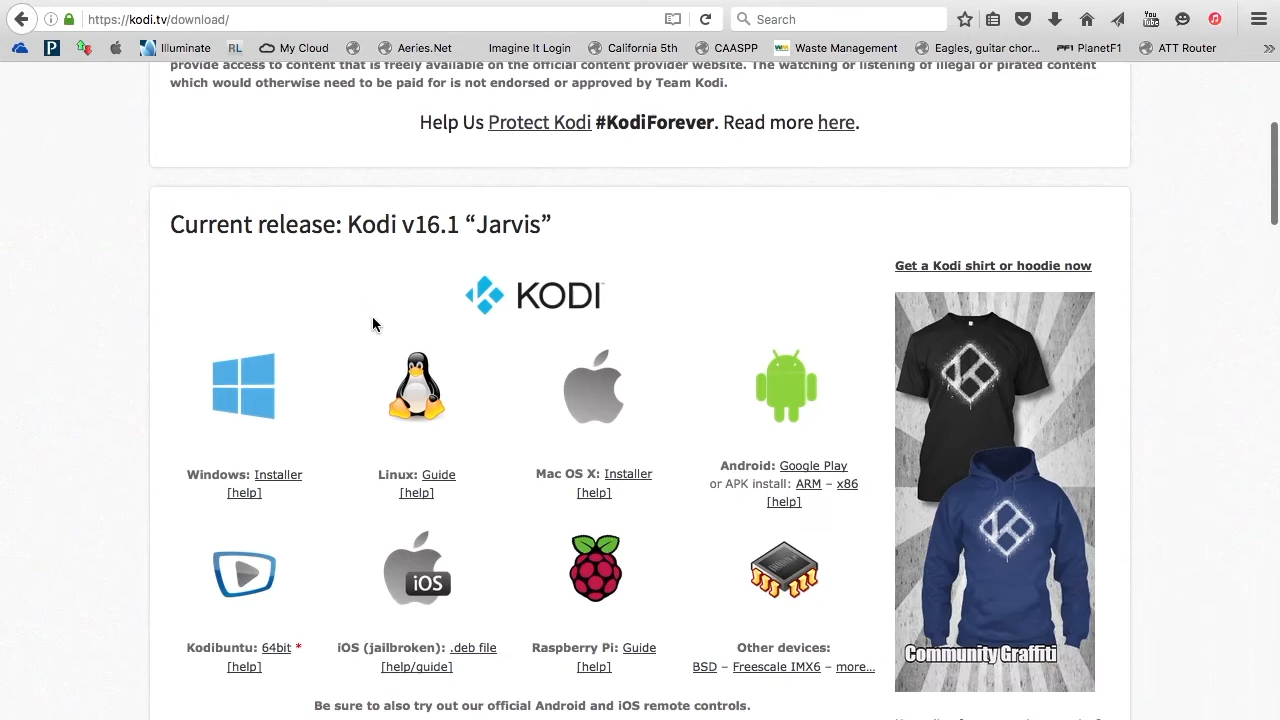 https://kodi.tv/download/
Search
You
Tube
P
Illuminate
RL
My Cloud
Aeries.Net
Imagine It Login
California 5th
CAASPP
WM
Waste Management
Eagles, guitar chor...
PF1
PlanetF1
ATT Router
provide access to content that is freely available on the official content provider website. The watching or listening of illegal or pirated content
which would otherwise need to be paid for is not endorsed or approved by Team Kodi.
Help Us Protect Kodi #KodiForever. Read more here.
Current release: Kodi v16.1 “Jarvis”
Get a Kodi shirt or hoodie now
KODI
Windows: Installer
[help]
Linux: Guide
[help]
Mac OS X: Installer
[help]
Android: Google Play
or APK install: ARM – x86
[help]
iOS
Kodibuntu: 64bit *
[help]
iOS (jailbroken): .deb file
[help/guide]
Raspberry Pi: Guide
[help]
Other devices:
BSD – Freescale IMX6 – more...
Community Graffiti
Be sure to also try out our official Android and iOS remote controls.